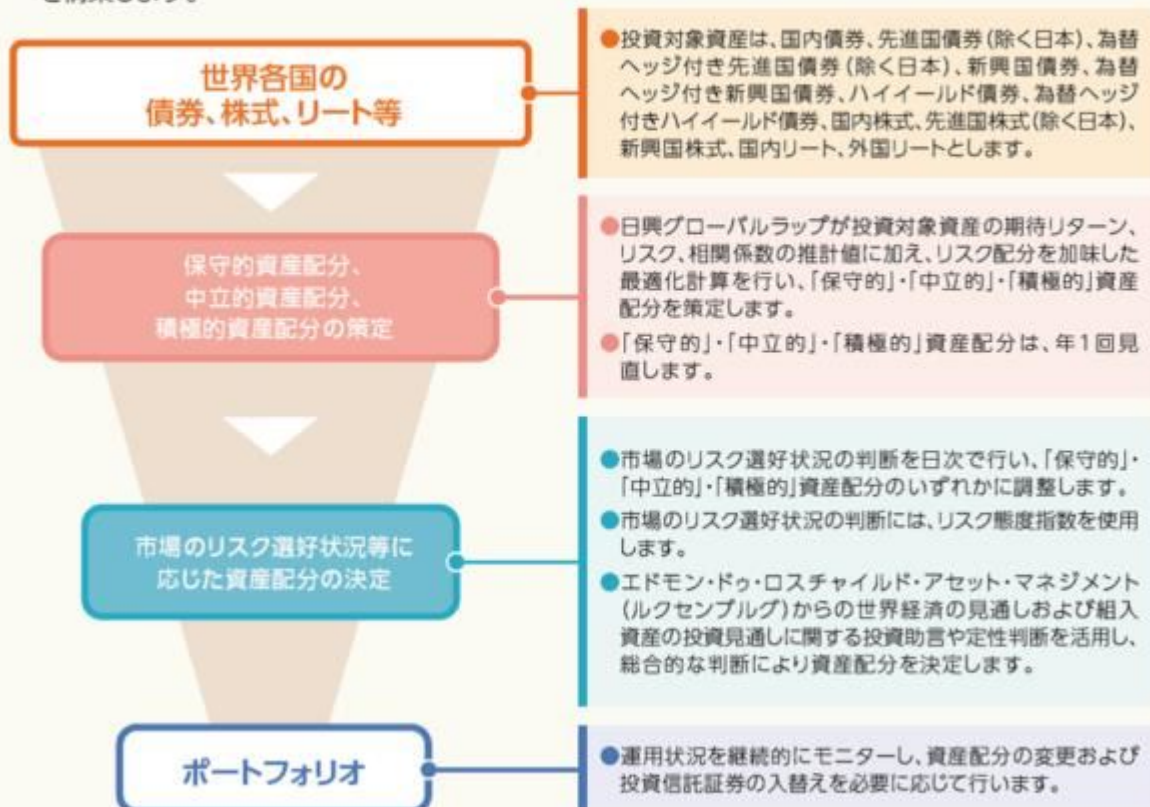 を構築します。
世界各国の
債券、株式、リート等
●投資対象資産は、国内債券、先進国債券(除く日本)、為替
ヘッジ付き先進国債券(除く日本)、新興国債券、為替
ヘッジ付き新興国債券、ハイイールド債券、為替ヘッジ
付きハイイールド債券、国内株式、先進国株式(除く日本)、
新興国株式、国内リート、外国リートとします。
保守的資産配分、
中立的資産配分、
積極的資産配分の策定
●日興グローバルラップが投資対象資産の期待リターン、
リスク、相関係数の推計値に加え、リスク配分を加味した
最適化計算を行い、「保守的」・「中立的」・「積極的」資産
配分を策定します。
●「保守的」・「中立的」・「積極的」資産配分は、年1回見
直します。
市場のリスク選好状況等に
応じた資産配分の決定
●市場のリスク選好状況の判断を日次で行い、「保守的」・
「中立的」・「積極的」資産配分のいずれかに調整します。
●市場のリスク選好状況の判断には、リスク態度指数を使用
します。
●エドモン・ドゥ・ロスチャイルド・アセット・マネジメント
(ルクセンブルグ)からの世界経済の見通しおよび組入
資産の投資見通しに関する投資助言や定性判断を活用し、
総合的な判断により資産配分を決定します。
ポートフォリオ
●運用状況を継続的にモニターし、資産配分の変更および
投資信託証券の入替えを必要に応じて行います。